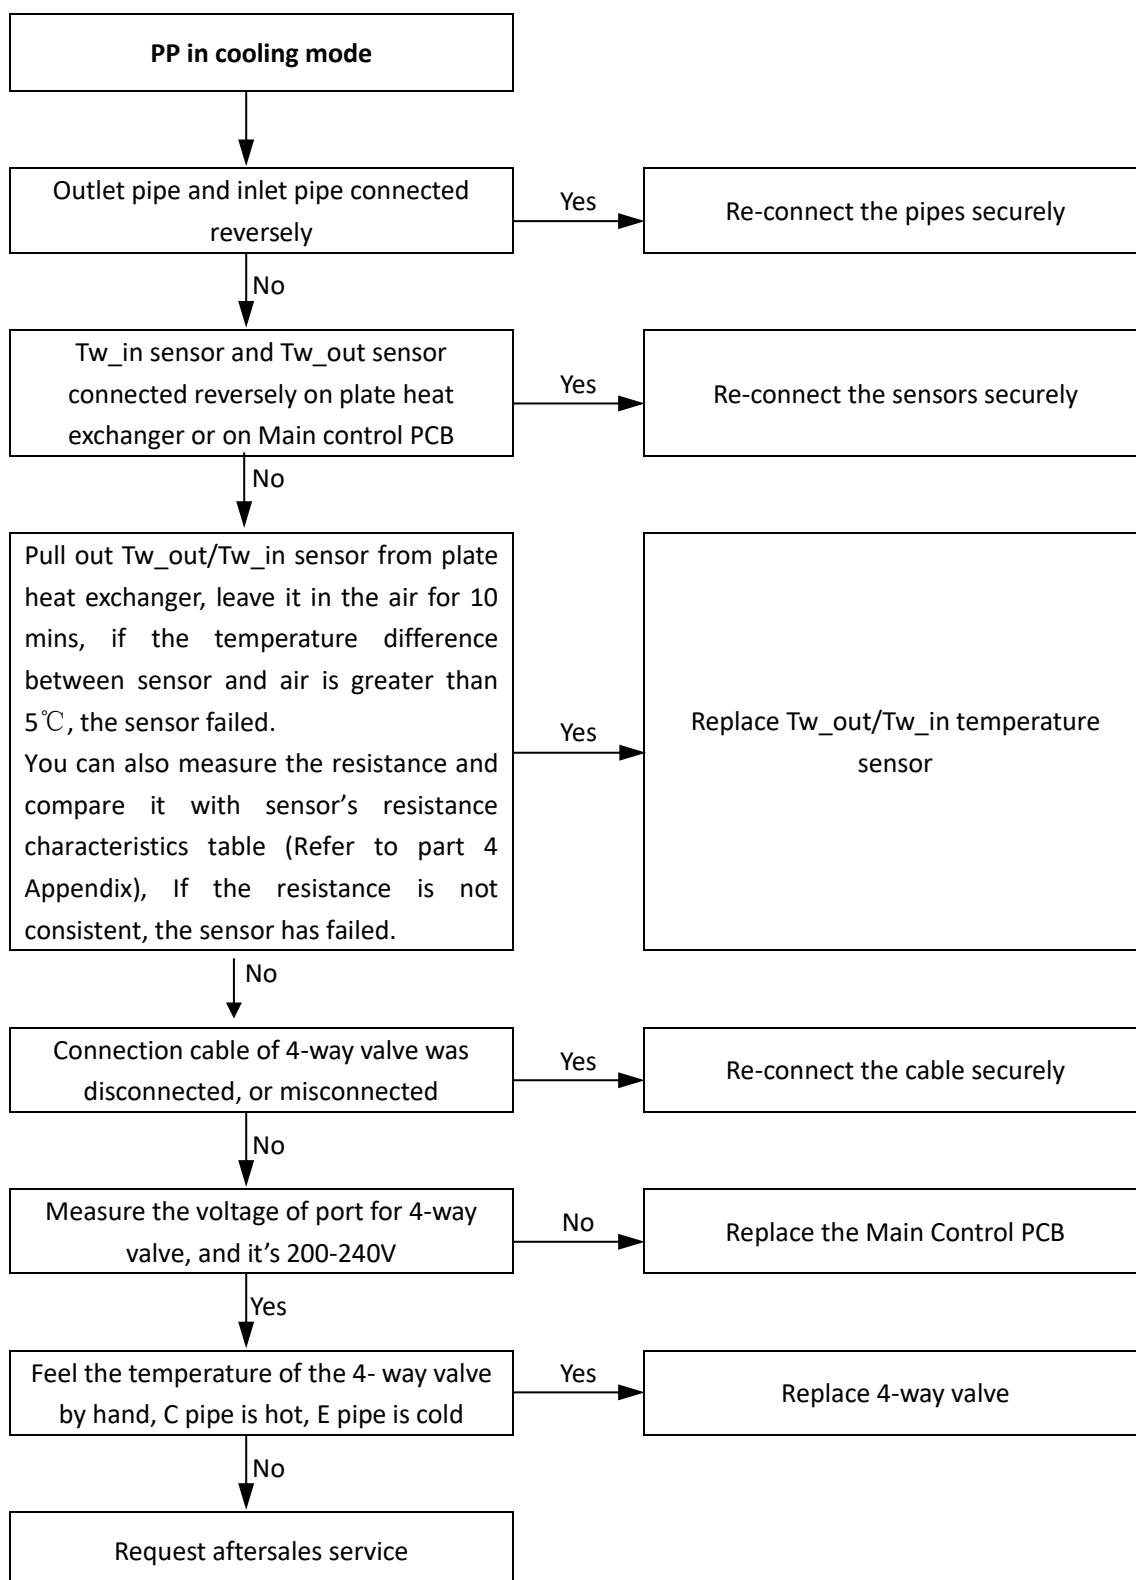 PP in cooling mode
Outlet pipe and inlet pipe connected
reversely
Yes
Re-connect the pipes securely
No
Tw_in sensor and Tw_out sensor
connected reversely on plate heat
exchanger or on Main control PCB
Yes
Re-connect the sensors securely
No
Pull out Tw_out/Tw_in sensor from plate
heat exchanger, leave it in the air for 10
mins, if the temperature difference
between sensor and air is greater than
5℃, the sensor failed.
You can also measure the resistance and
compare it with sensor’s resistance
characteristics table (Refer to part 4
Appendix), If the resistance is not
consistent, the sensor has failed.
Yes
Replace Tw_out/Tw_in temperature
sensor
No
Connection cable of 4-way valve was
disconnected, or misconnected
Yes
Re-connect the cable securely
No
Measure the voltage of port for 4-way
valve, and it’s 200-240V
No
Replace the Main Control PCB
Yes
Feel the temperature of the 4- way valve
by hand, C pipe is hot, E pipe is cold
Yes
Replace 4-way valve
No
Request aftersales service